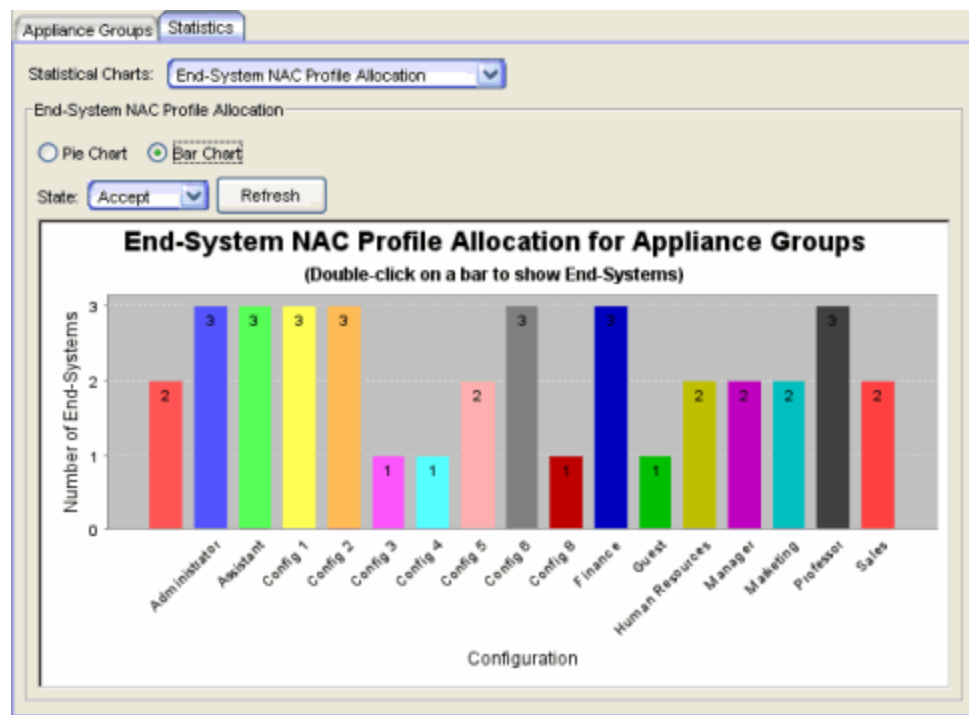 Appliance Groups Statistics
Statistical Charts: End-System NAC Profile Allocation
End-System NAC Profile Allocation
Pie Chart Bar Chart
State: Accept Refresh
End-System NAC Profile Allocation for Appliance Groups
(Double-click on a bar to show End-Systems)
Number of End-Systems
3
2
1
0
2 3 3 3 3 1 1 2 3 1 3 1 2 2 2 3 2
Administrator Assistant Config 1 Config 2 Config 3 Config 4 Config 5 Config 6 Config 8 Finance Guest Human Resources Manager Marketing Professor Sales
Configuration